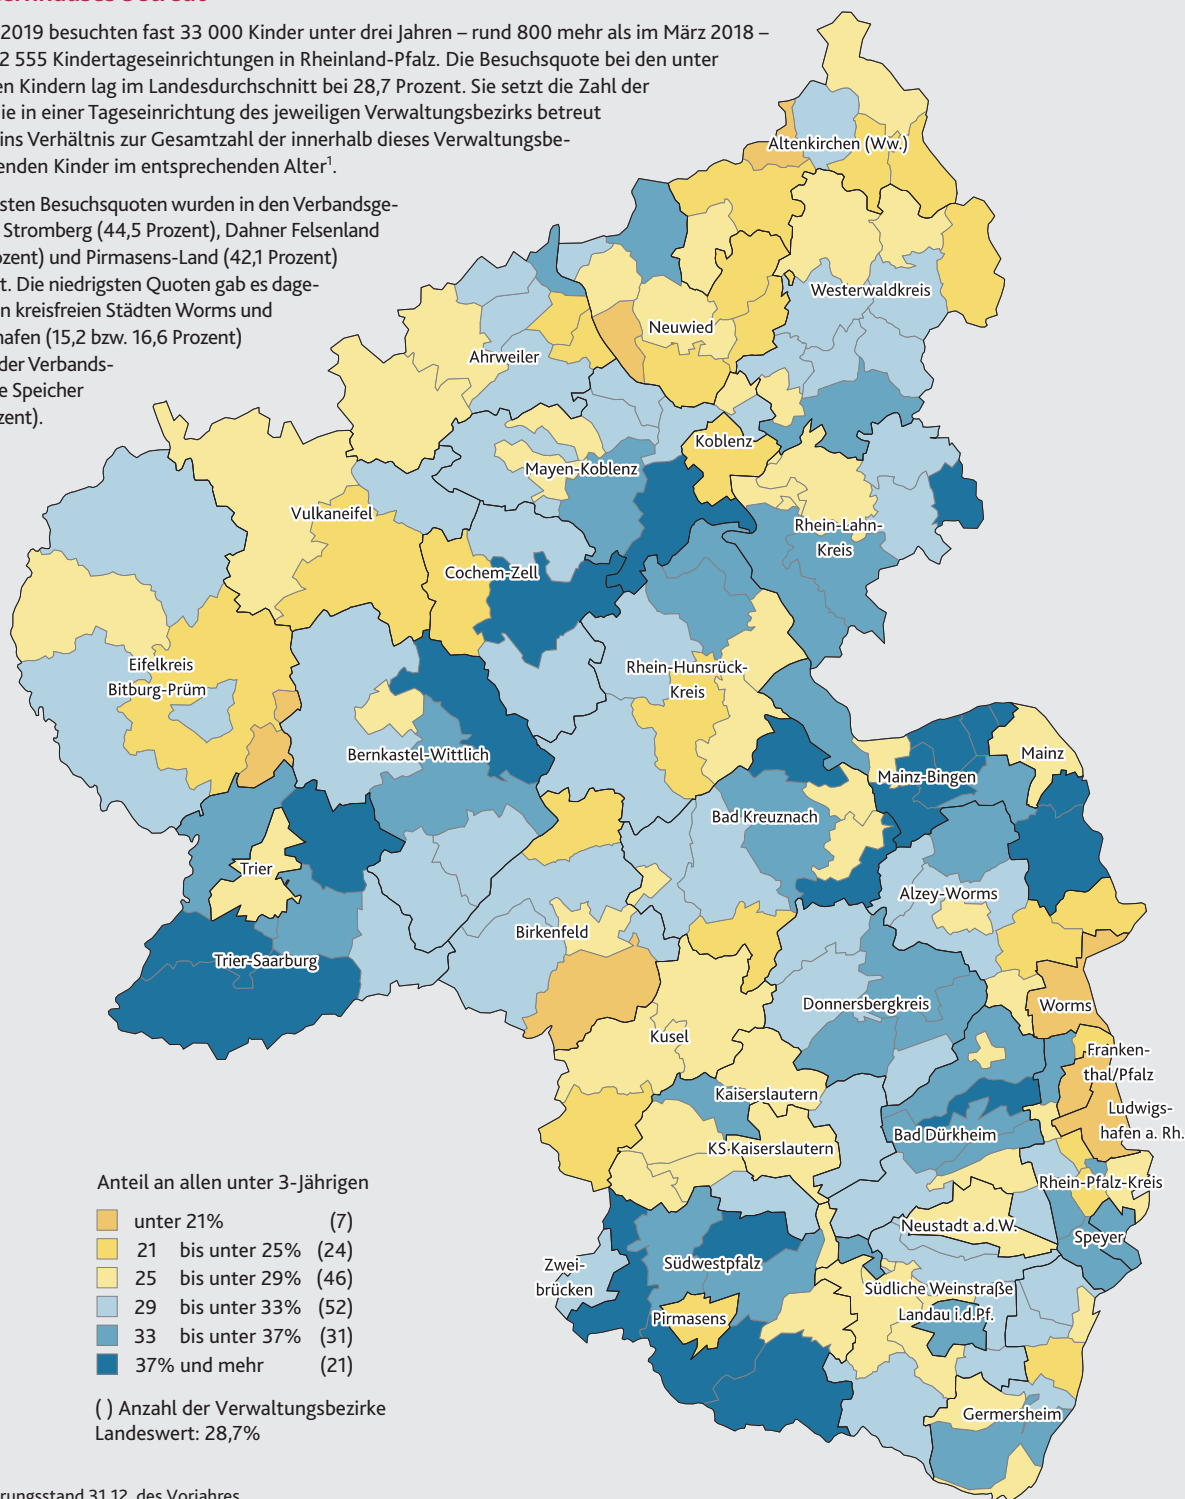 2019 besuchten fast 33 000 Kinder unter drei Jahren – rund 800 mehr als im März 2018 –
2 555 Kindertageseinrichtungen in Rheinland-Pfalz. Die Besuchsquote bei den unter
en Kindern lag im Landesdurchschnitt bei 28,7 Prozent. Sie setzt die Zahl der
ie in einer Tageseinrichtung des jeweiligen Verwaltungsbezirks betreut
ins Verhältnis zur Gesamtzahl der innerhalb dieses Verwaltungsbe-
enden Kinder im entsprechenden Alter¹.
sten Besuchsquoten wurden in den Verbandsge-
Stromberg (44,5 Prozent), Dahner Felsenland
ozent) und Pirmasens-Land (42,1 Prozent)
t. Die niedrigsten Quoten gab es dage-
n kreisfreien Städten Worms und
hafen (15,2 bzw. 16,6 Prozent)
der Verbands-
e Speicher
zent).
Altenkirchen (Ww.)
Westerwaldkreis
Neuwied
Ahrweiler
Koblenz
Mayen-Koblenz
Vulkaneifel
Rhein-Lahn-
Kreis
Cochem-Zell
Eifelkreis
Bitburg-Prüm
Rhein-Hunsrück-
Kreis
Bernkastel-Wittlich
Mainz
Mainz-Bingen
Bad Kreuznach
Trier
Alzey-Worms
Birkenfeld
Trier-Saarburg
Donnersbergkreis
Worms
Kusel
Franken-
thal/Pfalz
Kaiserslautern
Ludwigs-
hafen a. Rh.
Bad Dürkheim
KS Kaiserslautern
Rhein-Pfalz-Kreis
Neustadt a.d.W.
Speyer
Zwei-
brücken
Südwestpfalz
Südliche Weinstraße
Landau i.d.Pf.
Pirmasens
Germersheim
Anteil an allen unter 3-Jährigen
unter 21% (7)
21 bis unter 25% (24)
25 bis unter 29% (46)
29 bis unter 33% (52)
33 bis unter 37% (31)
37% und mehr (21)
( ) Anzahl der Verwaltungsbezirke
Landeswert: 28,7%
rungsstand 31.12. des Vorjahres